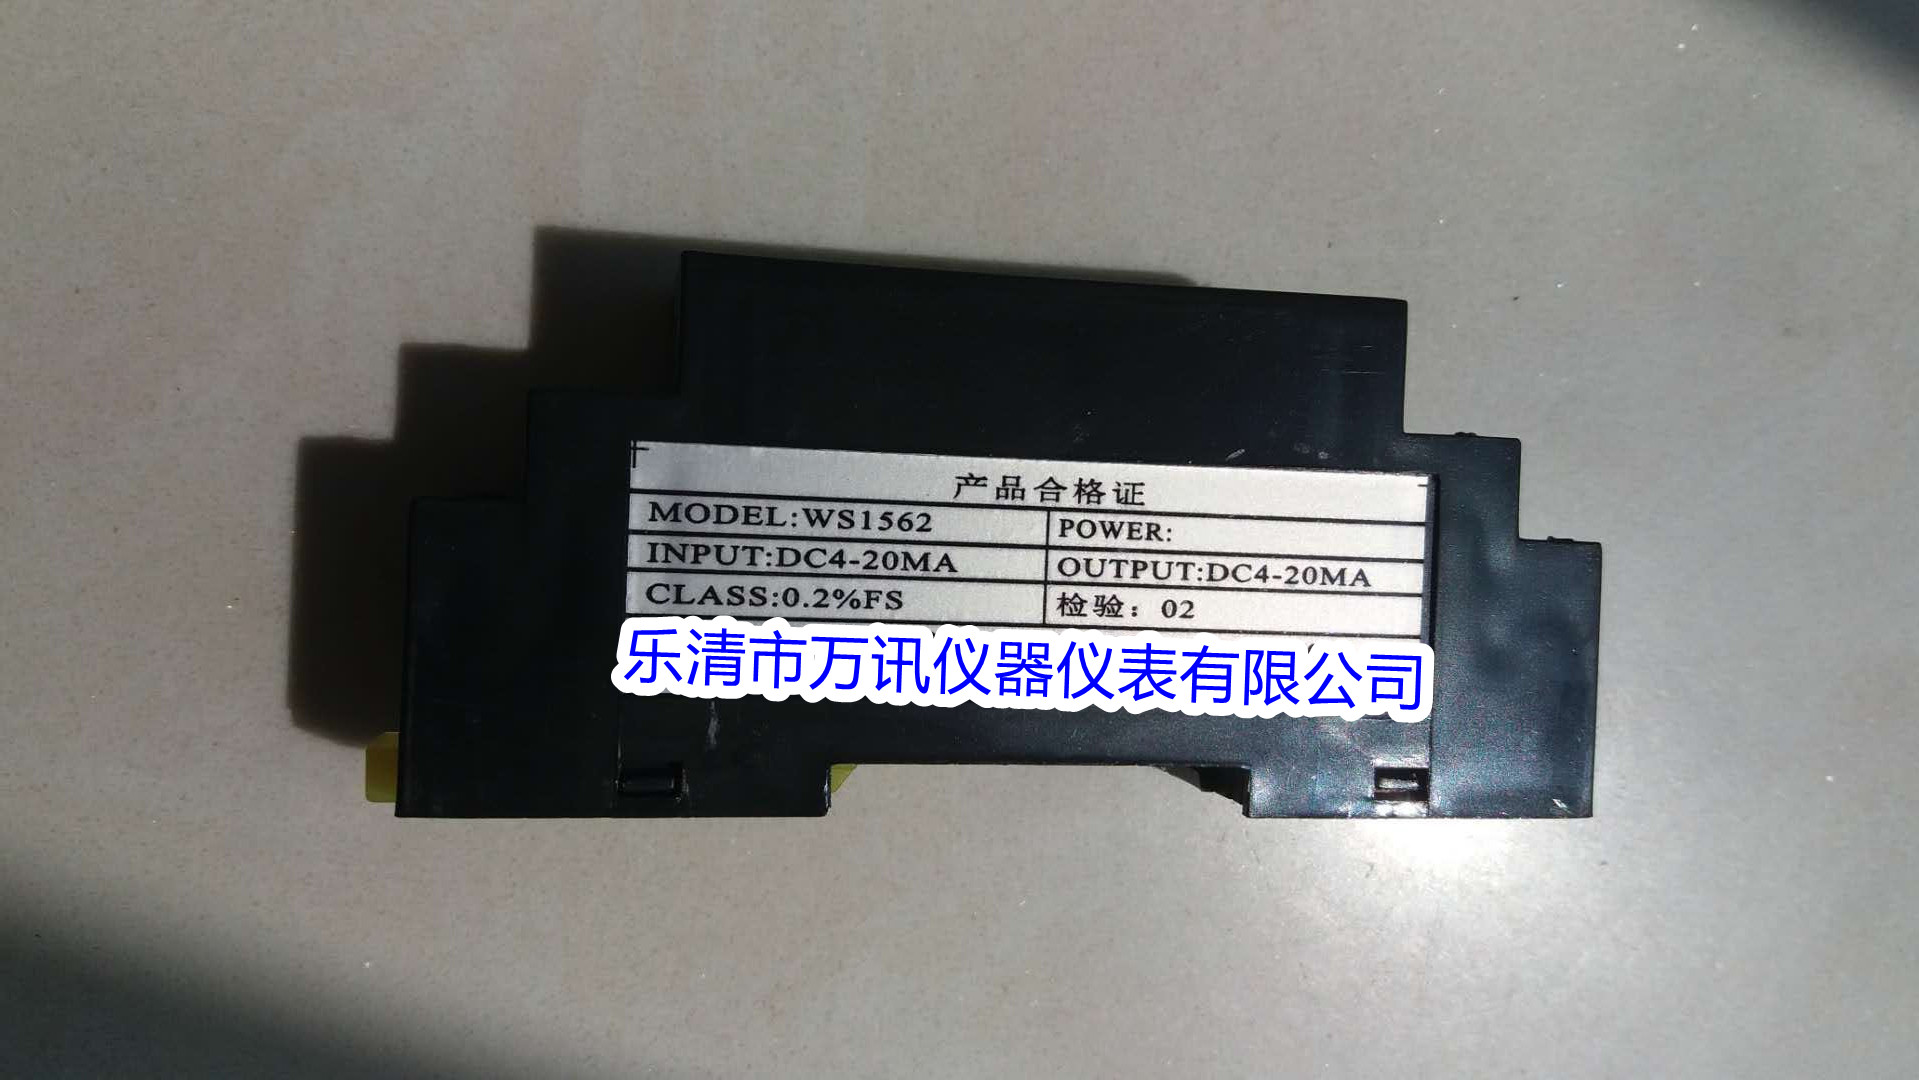 产品合格证
MODEL:WS1562
POWER:
INPUT:DC4-20MA
OUTPUT:DC4-20MA
CLASS:0.2%FS
检验：02
乐清市万讯仪器仪表有限公司